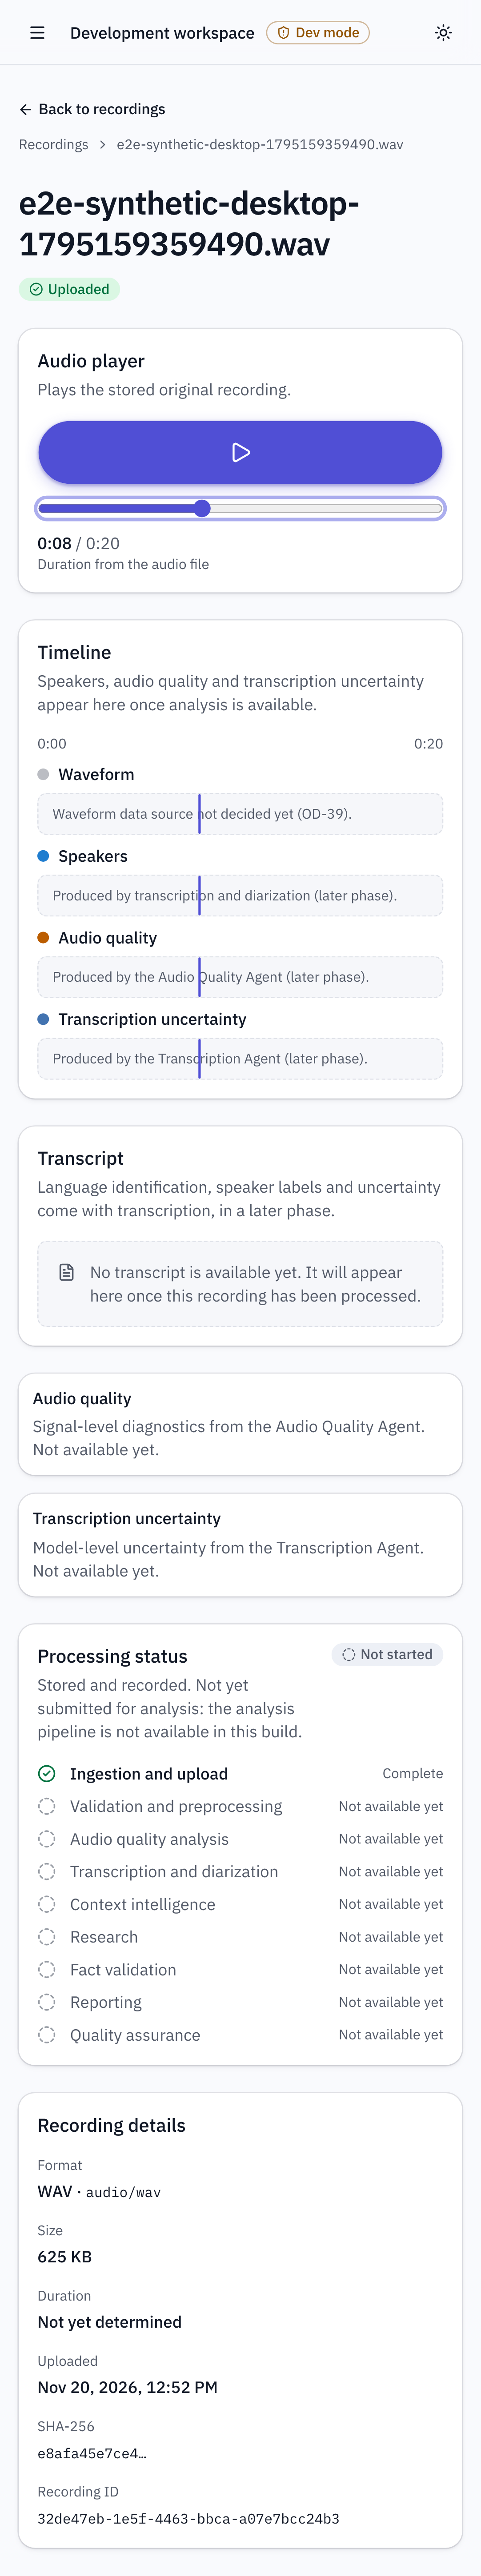 Development workspace
Dev mode
Back to recordings
Recordings
e2e-synthetic-desktop-1795159359490.wav
e2e-synthetic-desktop-
1795159359490.wav
Uploaded
Audio player
Plays the stored original recording.
0:08 / 0:20
Duration from the audio file
Timeline
Speakers, audio quality and transcription uncertainty
appear here once analysis is available.
0:00
0:20
Waveform
Waveform data source not decided yet (OD-39).
Speakers
Produced by transcription and diarization (later phase).
Audio quality
Produced by the Audio Quality Agent (later phase).
Transcription uncertainty
Produced by the Transcription Agent (later phase).
Transcript
Language identification, speaker labels and uncertainty
come with transcription, in a later phase.
No transcript is available yet. It will appear
here once this recording has been processed.
Audio quality
Signal-level diagnostics from the Audio Quality Agent.
Not available yet.
Transcription uncertainty
Model-level uncertainty from the Transcription Agent.
Not available yet.
Processing status
Not started
Stored and recorded. Not yet
submitted for analysis: the analysis
pipeline is not available in this build.
Ingestion and upload Complete
Validation and preprocessing Not available yet
Audio quality analysis Not available yet
Transcription and diarization Not available yet
Context intelligence Not available yet
Research Not available yet
Fact validation Not available yet
Reporting Not available yet
Quality assurance Not available yet
Recording details
Format
WAV · audio/wav
Size
625 KB
Duration
Not yet determined
Uploaded
Nov 20, 2026, 12:52 PM
SHA-256
e8afa45e7ce4…
Recording ID
32de47eb-1e5f-4463-bbca-a07e7bcc24b3